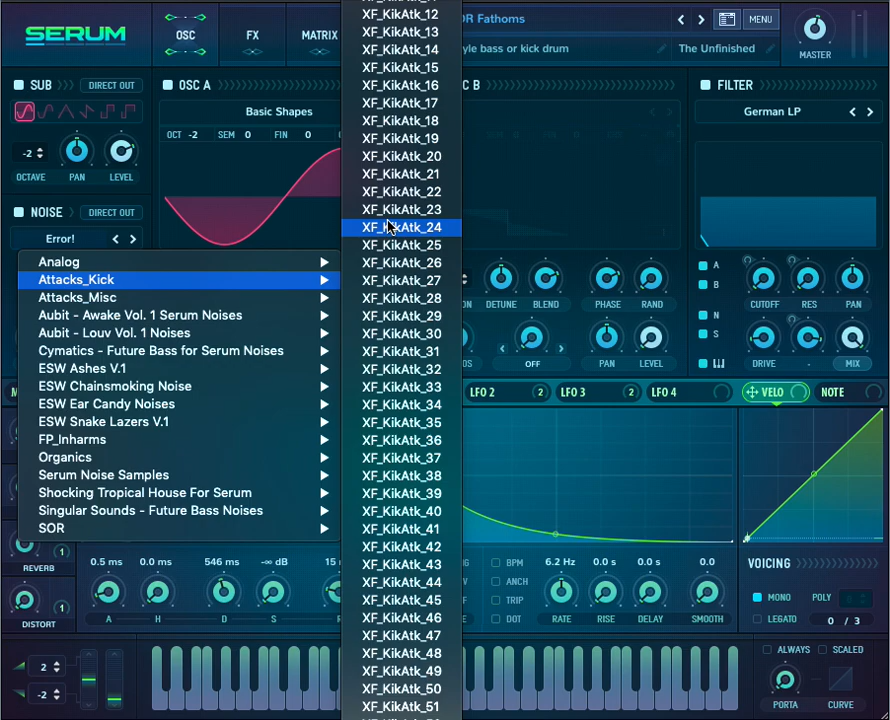 SERUM
OSC
FX
MATRIX
OR Fathoms
MENU
yle bass or kick drum
The Unfinished
MASTER
SUB
DIRECT OUT
OSC A
C B
FILTER
Basic Shapes
German LP
OCT -2 SEM 0 FIN 0
-2
OCTAVE
PAN
LEVEL
NOISE
DIRECT OUT
Error!
Analog
Attacks_Kick
Attacks_Misc
Aubit - Awake Vol. 1 Serum Noises
Aubit - Louv Vol. 1 Noises
Cymatics - Future Bass for Serum Noises
ESW Ashes V.1
ESW Chainsmoking Noise
ESW Ear Candy Noises
ESW Snake Lazers V.1
FP_Inharms
Organics
Serum Noise Samples
Shocking Tropical House For Serum
Singular Sounds - Future Bass Noises
SOR
XF_KikAtk_12
XF_KikAtk_13
XF_KikAtk_14
XF_KikAtk_15
XF_KikAtk_16
XF_KikAtk_17
XF_KikAtk_18
XF_KikAtk_19
XF_KikAtk_20
XF_KikAtk_21
XF_KikAtk_22
XF_KikAtk_23
XF_KikAtk_24
XF_KikAtk_25
XF_KikAtk_26
XF_KikAtk_27
XF_KikAtk_28
XF_KikAtk_29
XF_KikAtk_30
XF_KikAtk_31
XF_KikAtk_32
XF_KikAtk_33
XF_KikAtk_34
XF_KikAtk_35
XF_KikAtk_36
XF_KikAtk_37
XF_KikAtk_38
XF_KikAtk_39
XF_KikAtk_40
XF_KikAtk_41
XF_KikAtk_42
XF_KikAtk_43
XF_KikAtk_44
XF_KikAtk_45
XF_KikAtk_46
XF_KikAtk_47
XF_KikAtk_48
XF_KikAtk_49
XF_KikAtk_50
XF_KikAtk_51
ON
DETUNE
BLEND
PHASE
RAND
OS
OFF
PAN
LEVEL
A
B
N
S
CUTOFF
RES
PAN
DRIVE
-
MIX
M
LFO 2
2
LFO 3
2
LFO 4
VELO
NOTE
REVERB
1
DISTORT
1
0.5 ms
0.0 ms
546 ms
-∞ dB
15
A
H
D
S
BPM
ANCH
TRIP
DOT
6.2 Hz
0.0 s
0.0 s
0.0
RATE
RISE
DELAY
SMOOTH
VOICING
MONO
POLY
LEGATO
0 / 3
2
-2
ALWAYS
SCALED
PORTA
CURVE